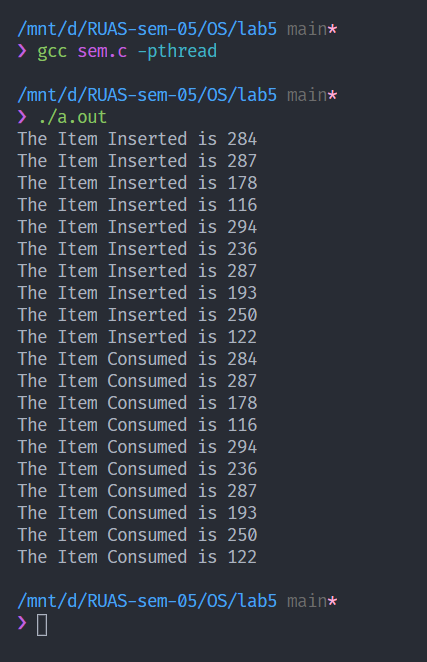 /mnt/d/RUAS-sem-05/OS/lab5 main*
❯ gcc sem.c -pthread
/mnt/d/RUAS-sem-05/OS/lab5 main*
❯ ./a.out
The Item Inserted is 284
The Item Inserted is 287
The Item Inserted is 178
The Item Inserted is 116
The Item Inserted is 294
The Item Inserted is 236
The Item Inserted is 287
The Item Inserted is 193
The Item Inserted is 250
The Item Inserted is 122
The Item Consumed is 284
The Item Consumed is 287
The Item Consumed is 178
The Item Consumed is 116
The Item Consumed is 294
The Item Consumed is 236
The Item Consumed is 287
The Item Consumed is 193
The Item Consumed is 250
The Item Consumed is 122
/mnt/d/RUAS-sem-05/OS/lab5 main*
❯